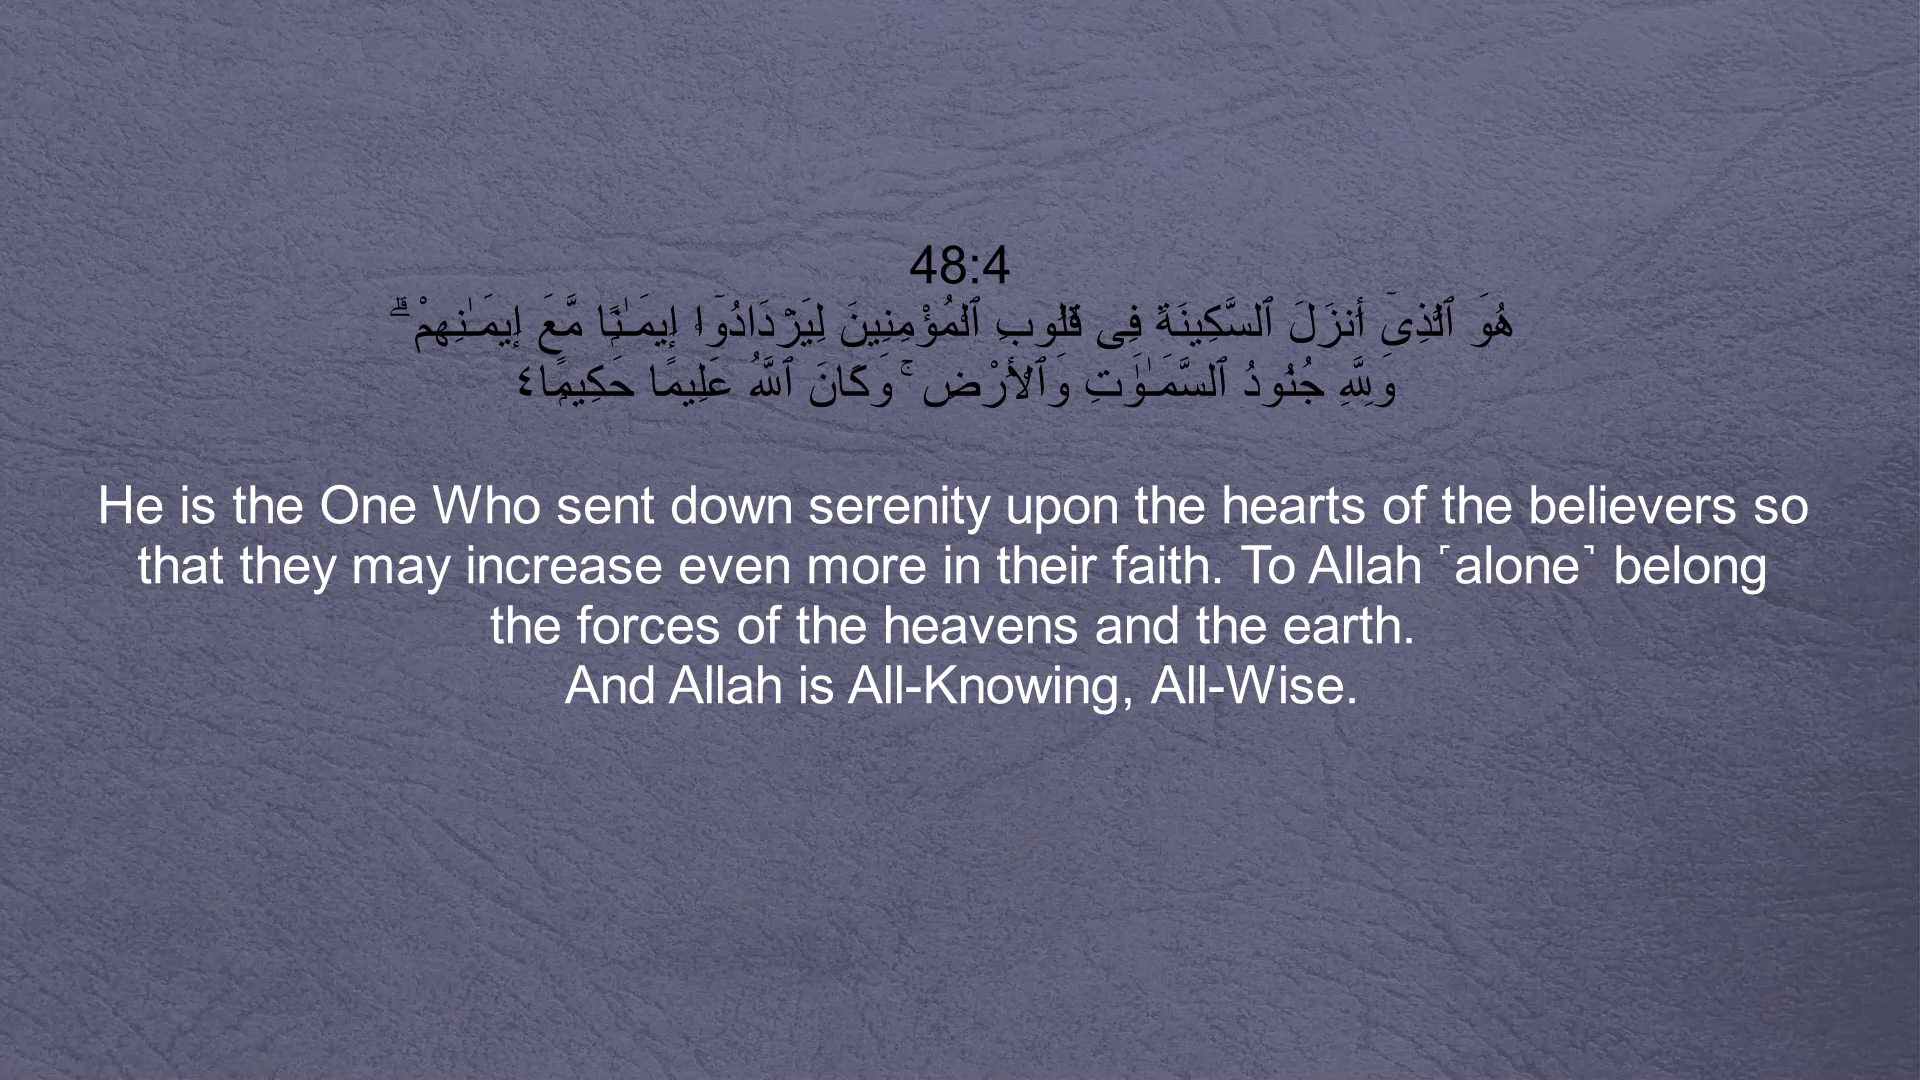 48:4
هُوَ ٱلَّذِىٓ أَنزَلَ ٱلسَّكِينَةَ فِى قُلُوبِ ٱلْمُؤْمِنِينَ لِيَزْدَادُوٓا۟ إِيمَـٰنًۭا مَّعَ إِيمَـٰنِهِمْ ۗ
وَلِلَّهِ جُنُودُ ٱلسَّمَـٰوَٰتِ وَٱلْأَرْضِ ۚ وَكَانَ ٱللَّهُ عَلِيمًا حَكِيمًۭا٤
He is the One Who sent down serenity upon the hearts of the believers so
that they may increase even more in their faith. To Allah ˹alone˺ belong
the forces of the heavens and the earth.
And Allah is All-Knowing, All-Wise.